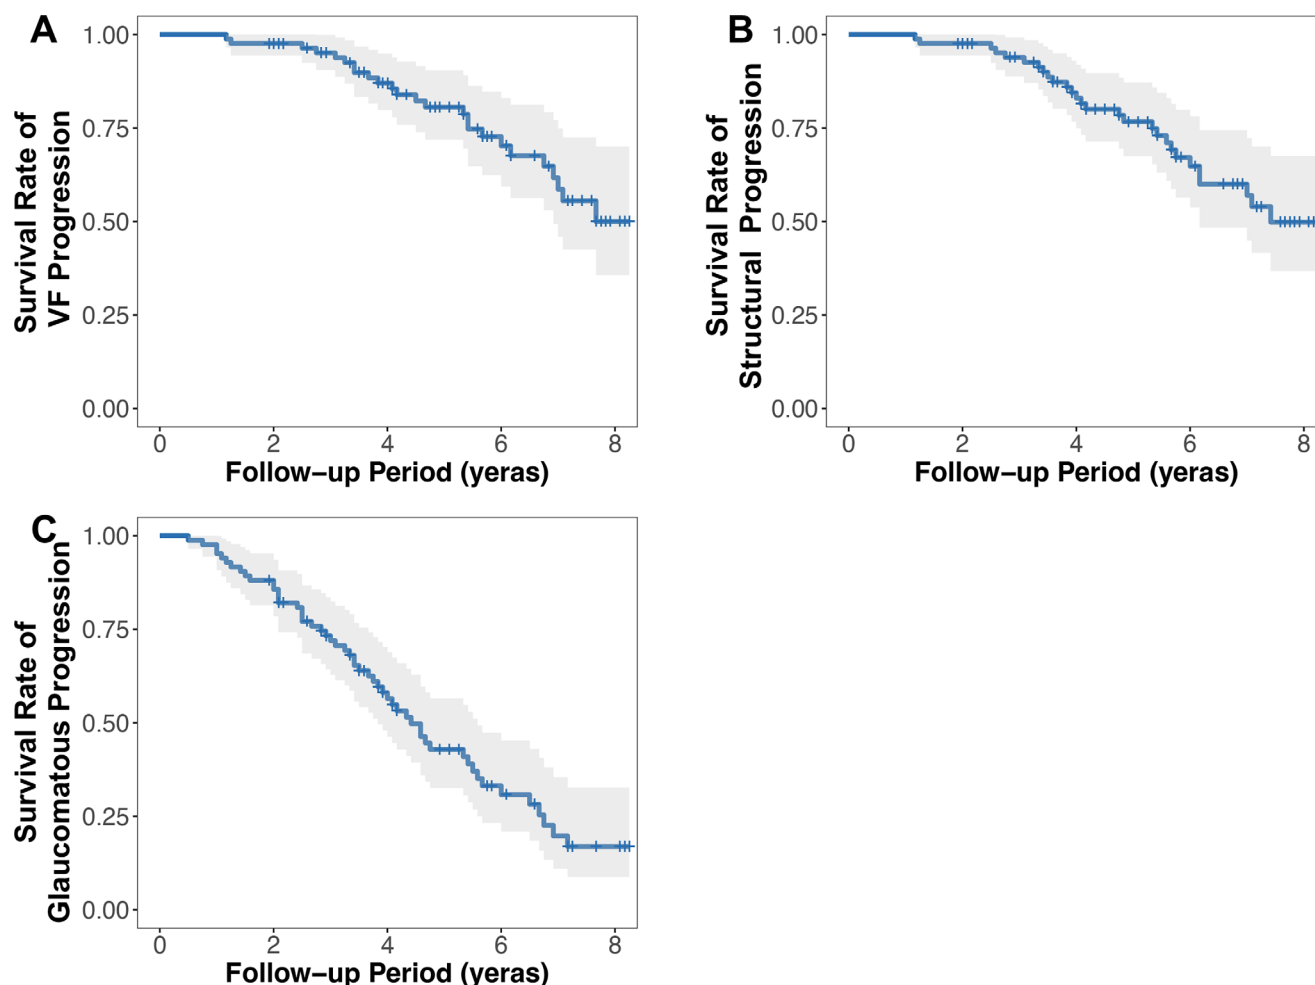 A
Survival Rate of
VF Progression
1.00
0.75
0.50
0.25
0.00
0 2 4 6 8
Follow−up Period (yeras)
B
Survival Rate of
Structural Progression
1.00
0.75
0.50
0.25
0.00
0 2 4 6 8
Follow−up Period (yeras)
C
Survival Rate of
Glaucomatous Progression
1.00
0.75
0.50
0.25
0.00
0 2 4 6 8
Follow−up Period (yeras)